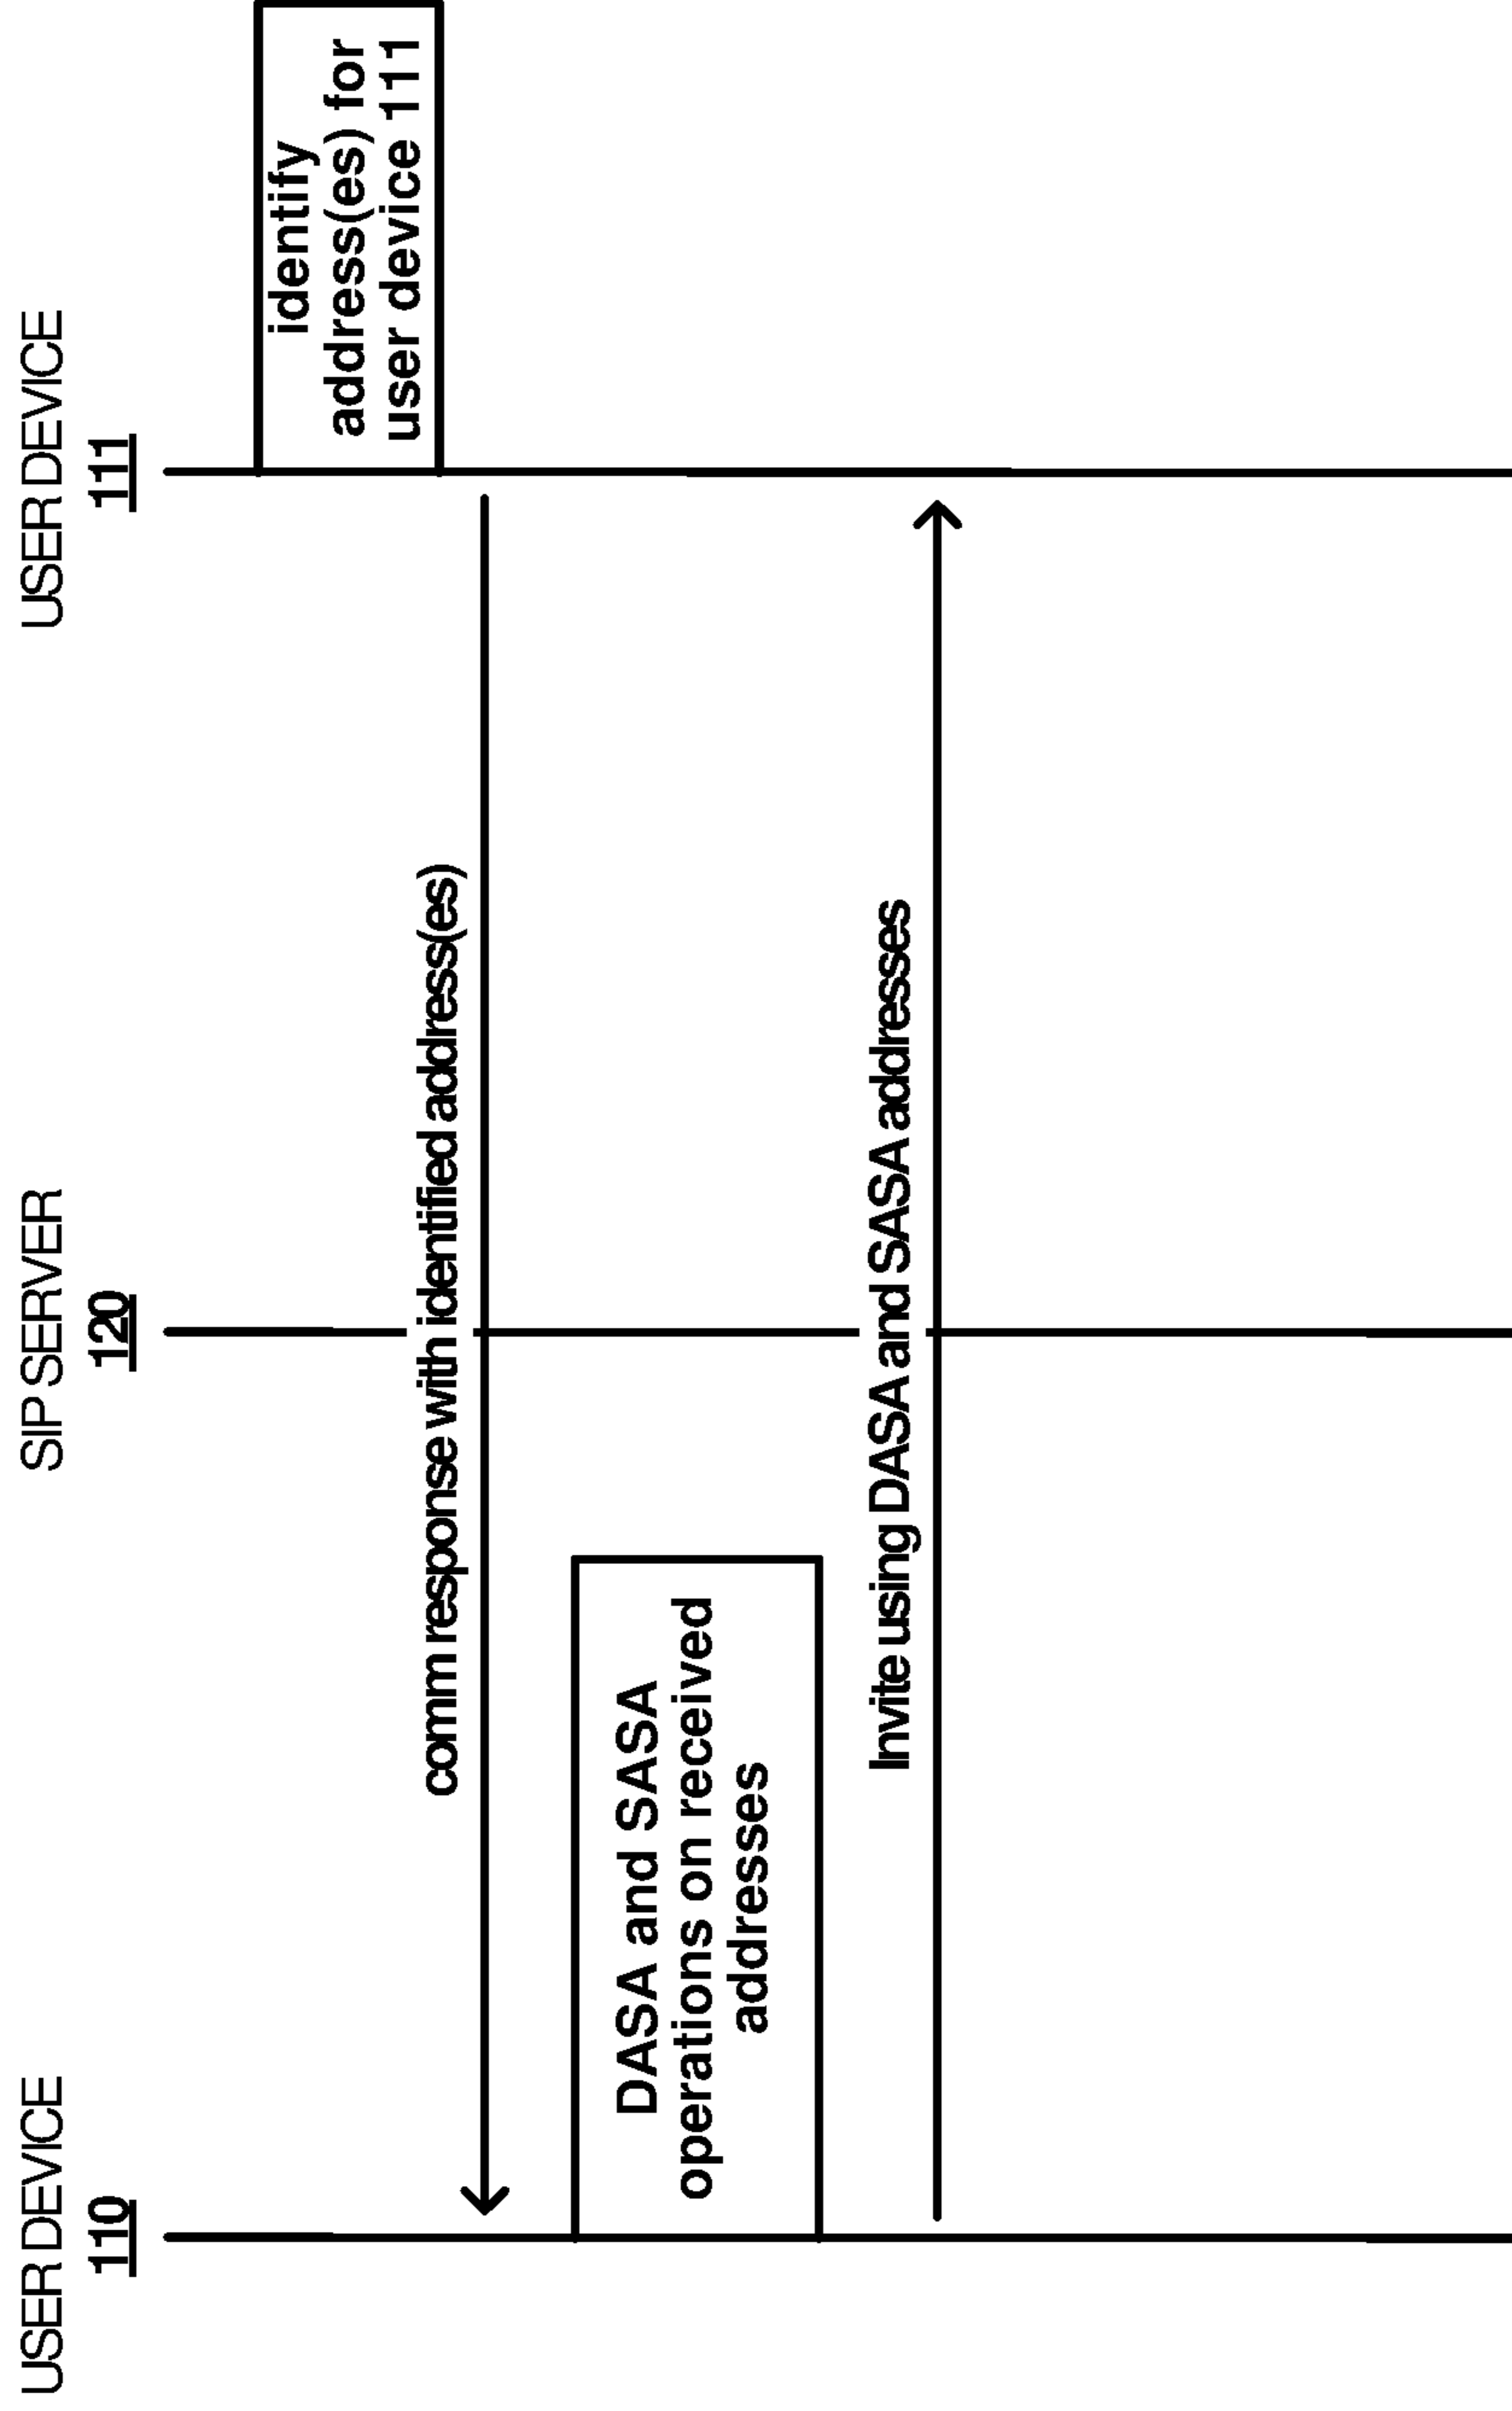 USER DEVICE
110
SIP SERVER
120
USER DEVICE
111
identify
address(es) for
user device 111
comm response with identified address(es)
DASA and SASA
operations on received
addresses
Invite using DASA and SASA addresses